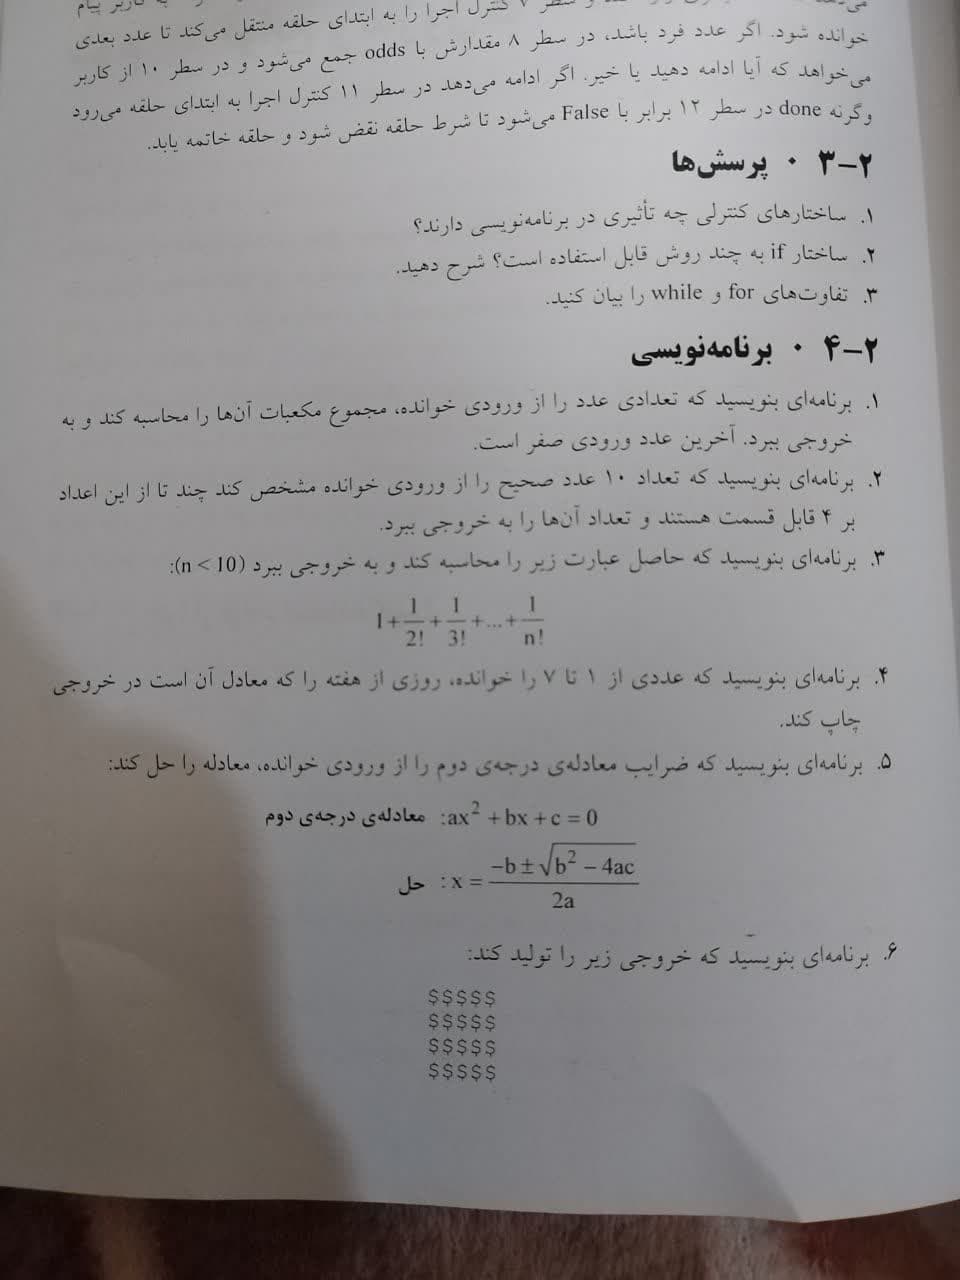 کنترل اجرا را به ابتدای حلقه منتقل می‌کند تا عدد بعدی
خوانده شود. اگر عدد فرد باشد، در سطر ۸ مقدارش با odds جمع می‌شود و در سطر ۱۰ از کاربر
می‌خواهد که آیا ادامه دهید یا خیر. اگر ادامه می‌دهد در سطر ۱۱ کنترل اجرا به ابتدای حلقه می‌رود
وگرنه done در سطر ۱۲ برابر با False می‌شود تا شرط حلقه نقض شود و حلقه خاتمه یابد.
۳-۲ • پرسش‌ها
۱. ساختارهای کنترلی چه تأثیری در برنامه‌نویسی دارند؟
۲. ساختار if به چند روش قابل استفاده است؟ شرح دهید.
۳. تفاوت‌های for و while را بیان کنید.
۴-۲ • برنامه‌نویسی
۱. برنامه‌ای بنویسید که تعدادی عدد را از ورودی خوانده، مجموع مکعبات آن‌ها را محاسبه کند و به
خروجی ببرد. آخرین عدد ورودی صفر است.
۲. برنامه‌ای بنویسید که تعداد ۱۰ عدد صحیح را از ورودی خوانده مشخص کند چند تا از این اعداد
بر ۴ قابل قسمت هستند و تعداد آن‌ها را به خروجی ببرد.
۳. برنامه‌ای بنویسید که حاصل عبارت زیر را محاسبه کند و به خروجی ببرد (n < 10):
1 + 1/2! + 1/3! + ... + 1/n!
۴. برنامه‌ای بنویسید که عددی از ۱ تا ۷ را خوانده، روزی از هفته را که معادل آن است در خروجی
چاپ کند.
۵. برنامه‌ای بنویسید که ضرایب معادله‌ی درجه‌ی دوم را از ورودی خوانده، معادله را حل کند:
معادله‌ی درجه‌ی دوم :ax² + bx + c = 0
حل : x = (-b ± √(b² - 4ac)) / 2a
۶. برنامه‌ای بنویسید که خروجی زیر را تولید کند:
$$$$$
$$$$$
$$$$$
$$$$$